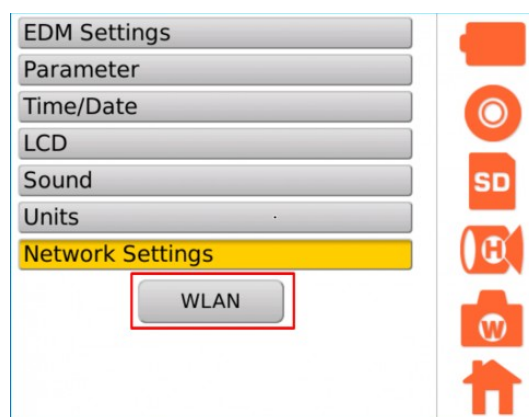 EDM Settings
Parameter
Time/Date
LCD
SD
Sound
Units
Network Settings
H
WLAN
W